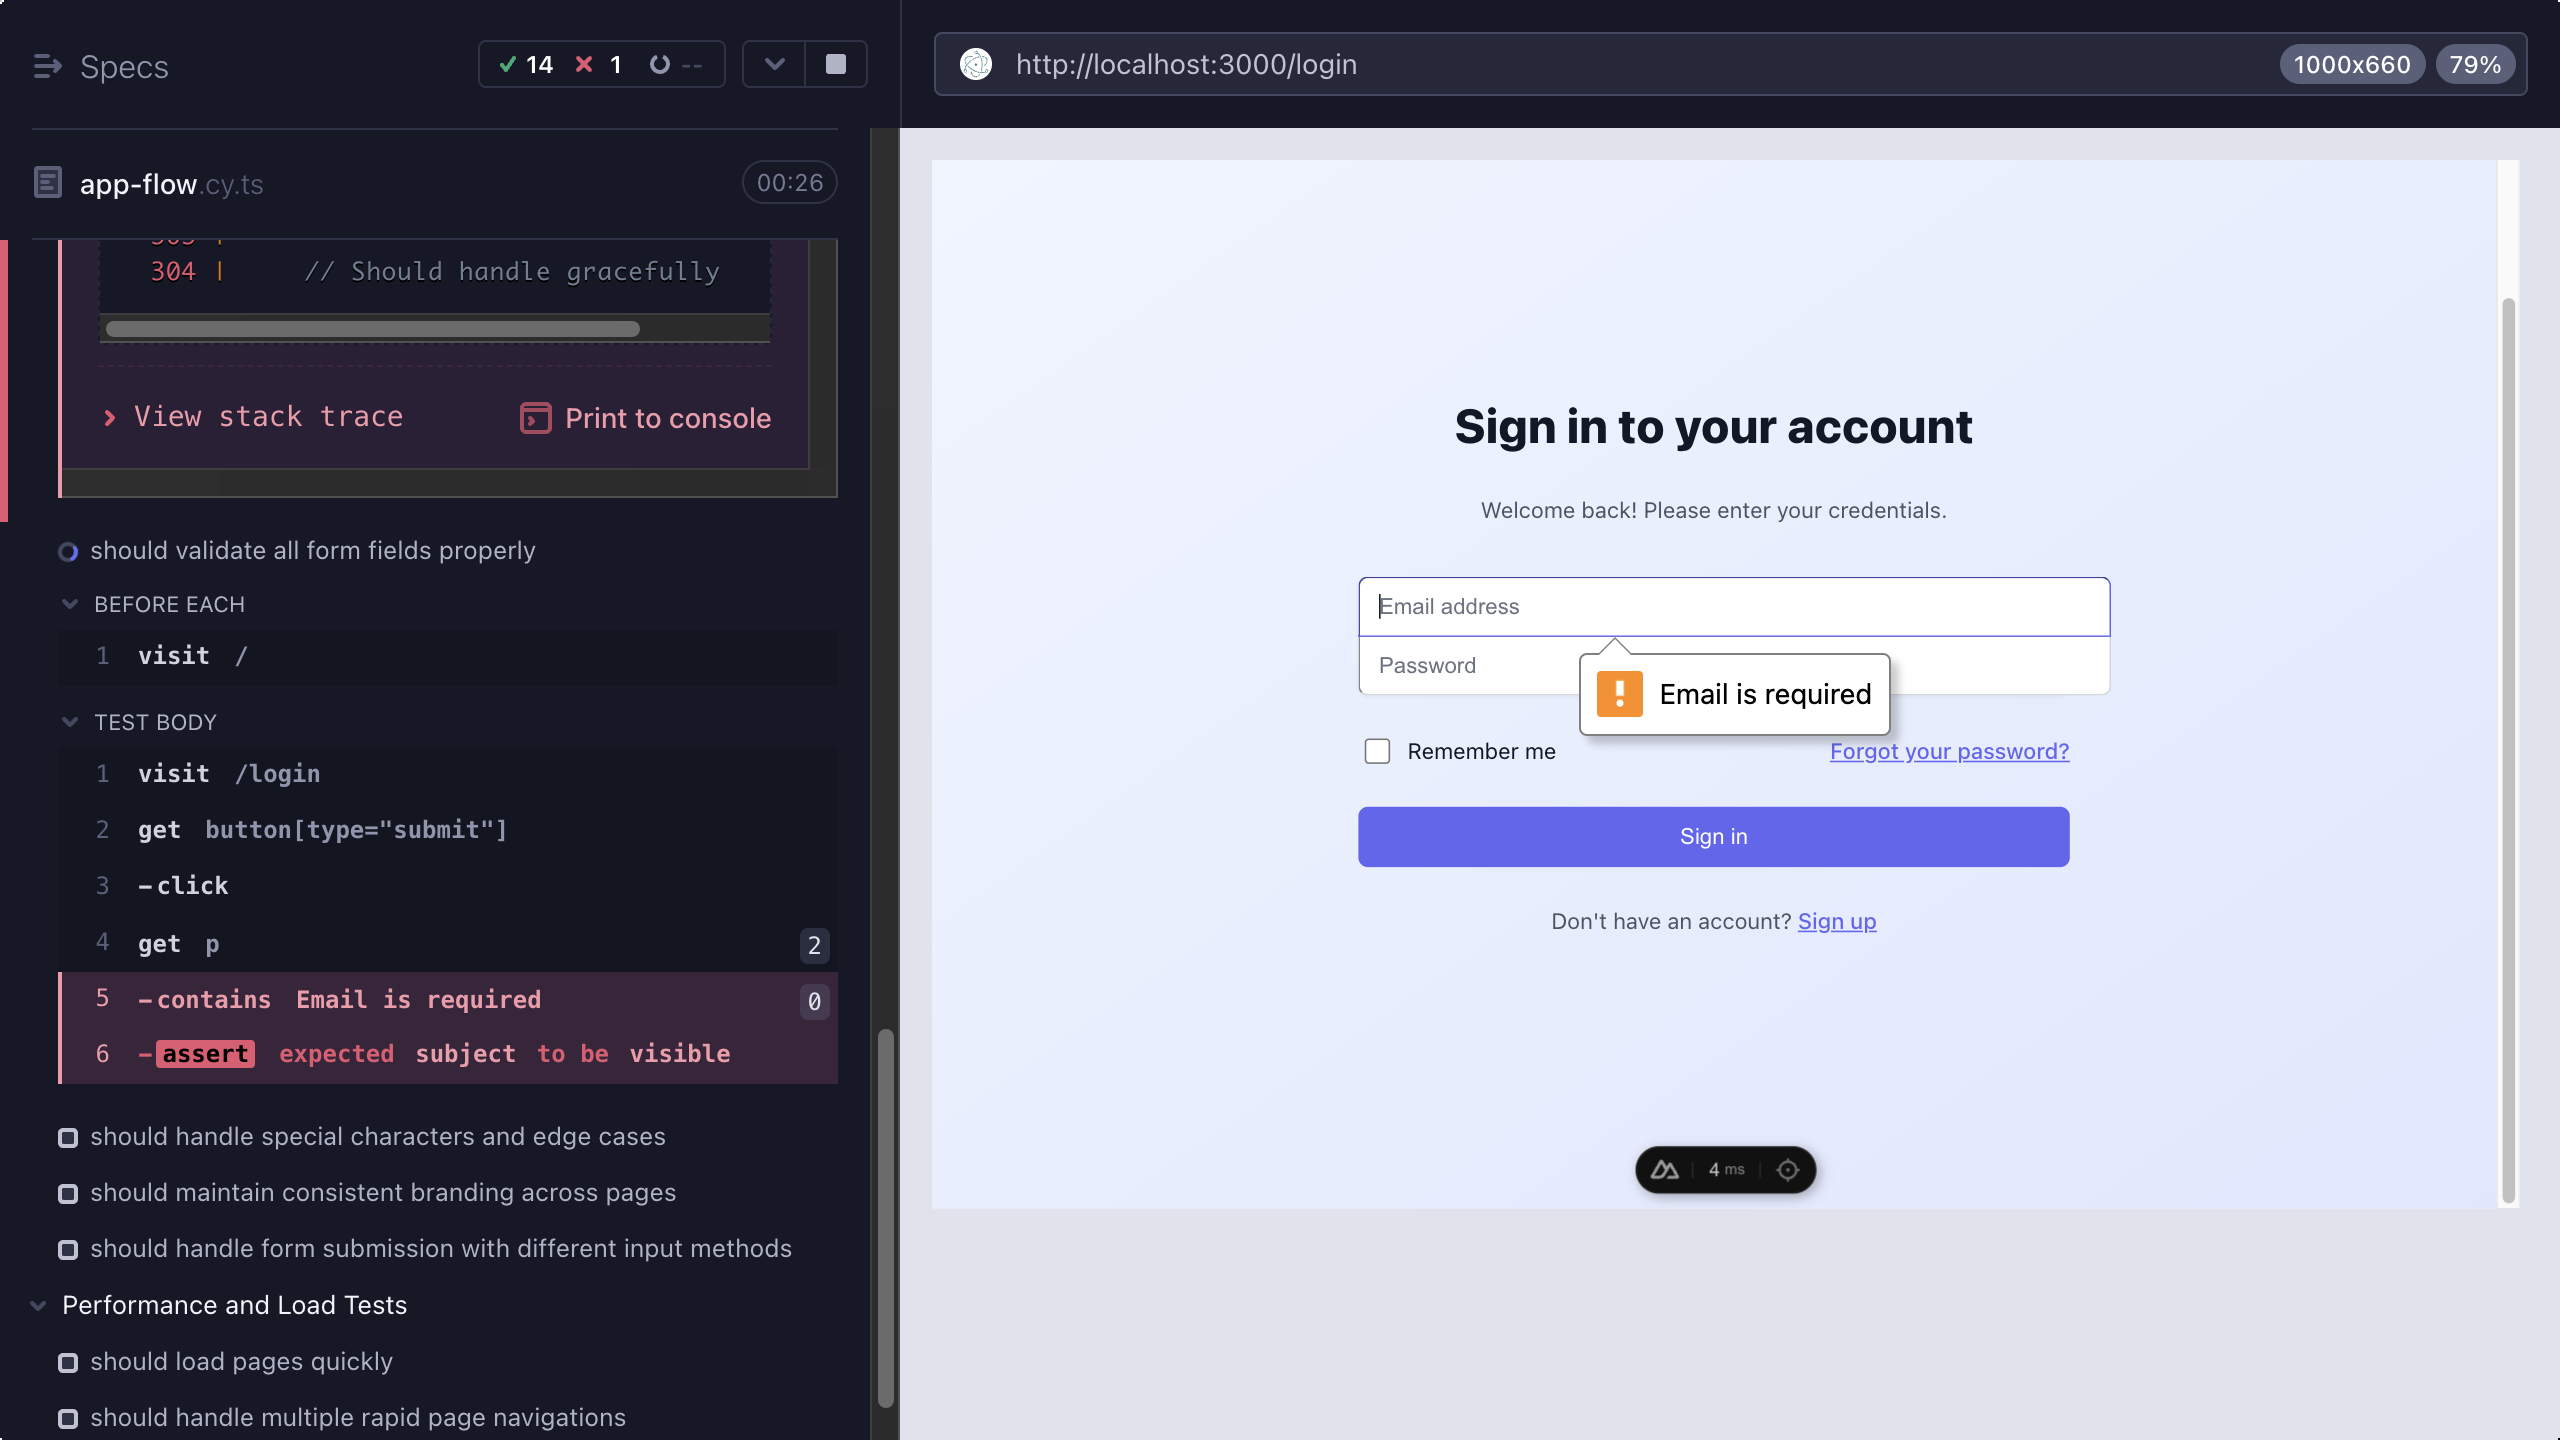 Specs
14 1 --
app-flow.cy.ts
00:26
304 | // Should handle gracefully
View stack trace
Print to console
should validate all form fields properly
BEFORE EACH
1 visit /
TEST BODY
1 visit /login
2 get button[type="submit"]
3 -click
4 get p 2
5 -contains Email is required 0
6 -assert expected subject to be visible
should handle special characters and edge cases
should maintain consistent branding across pages
should handle form submission with different input methods
Performance and Load Tests
should load pages quickly
should handle multiple rapid page navigations
http://localhost:3000/login
1000x660
79%
Sign in to your account
Welcome back! Please enter your credentials.
Email address
Password
Email is required
Remember me
Forgot your password?
Sign in
Don't have an account? Sign up
4 ms